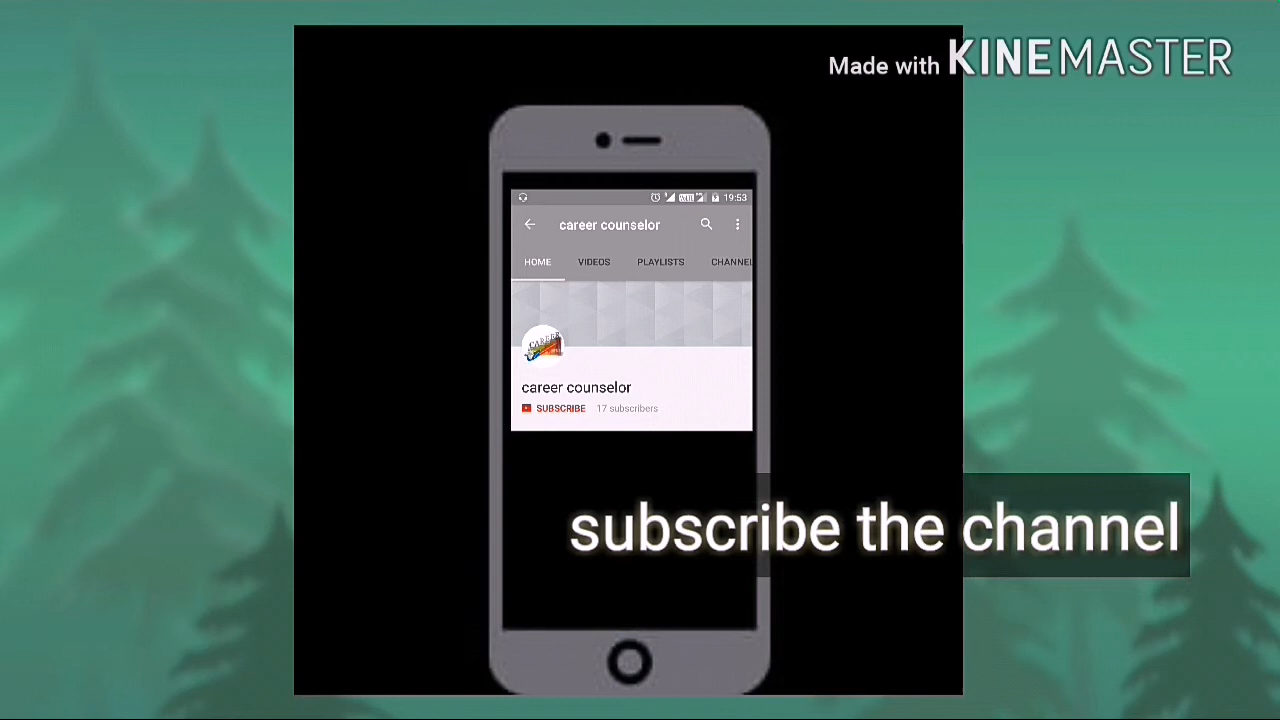 Made with KINEMASTER
19:53
career counselor
HOME VIDEOS PLAYLISTS CHANNEL
CAREER
career counselor
SUBSCRIBE 17 subscribers
subscribe the channel